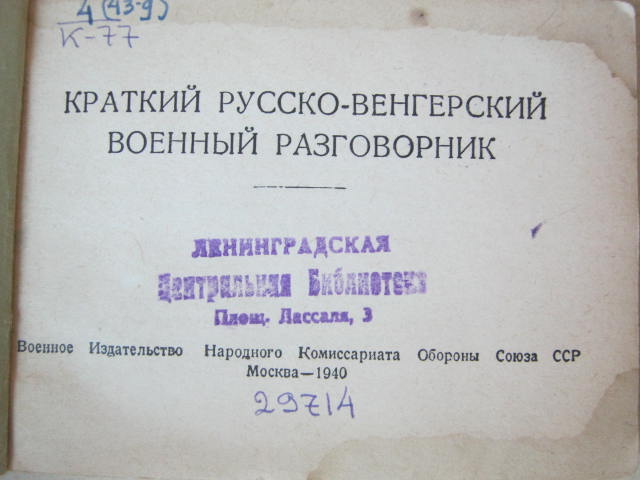 4 (43-9)
К-77
КРАТКИЙ РУССКО-ВЕНГЕРСКИЙ
ВОЕННЫЙ РАЗГОВОРНИК
ЛЕНИНГРАДСКАЯ
Центральная Библиотека
Площ. Лассаля, 3
Военное Издательство Народного Комиссариата Обороны Союза ССР
Москва—1940
29714